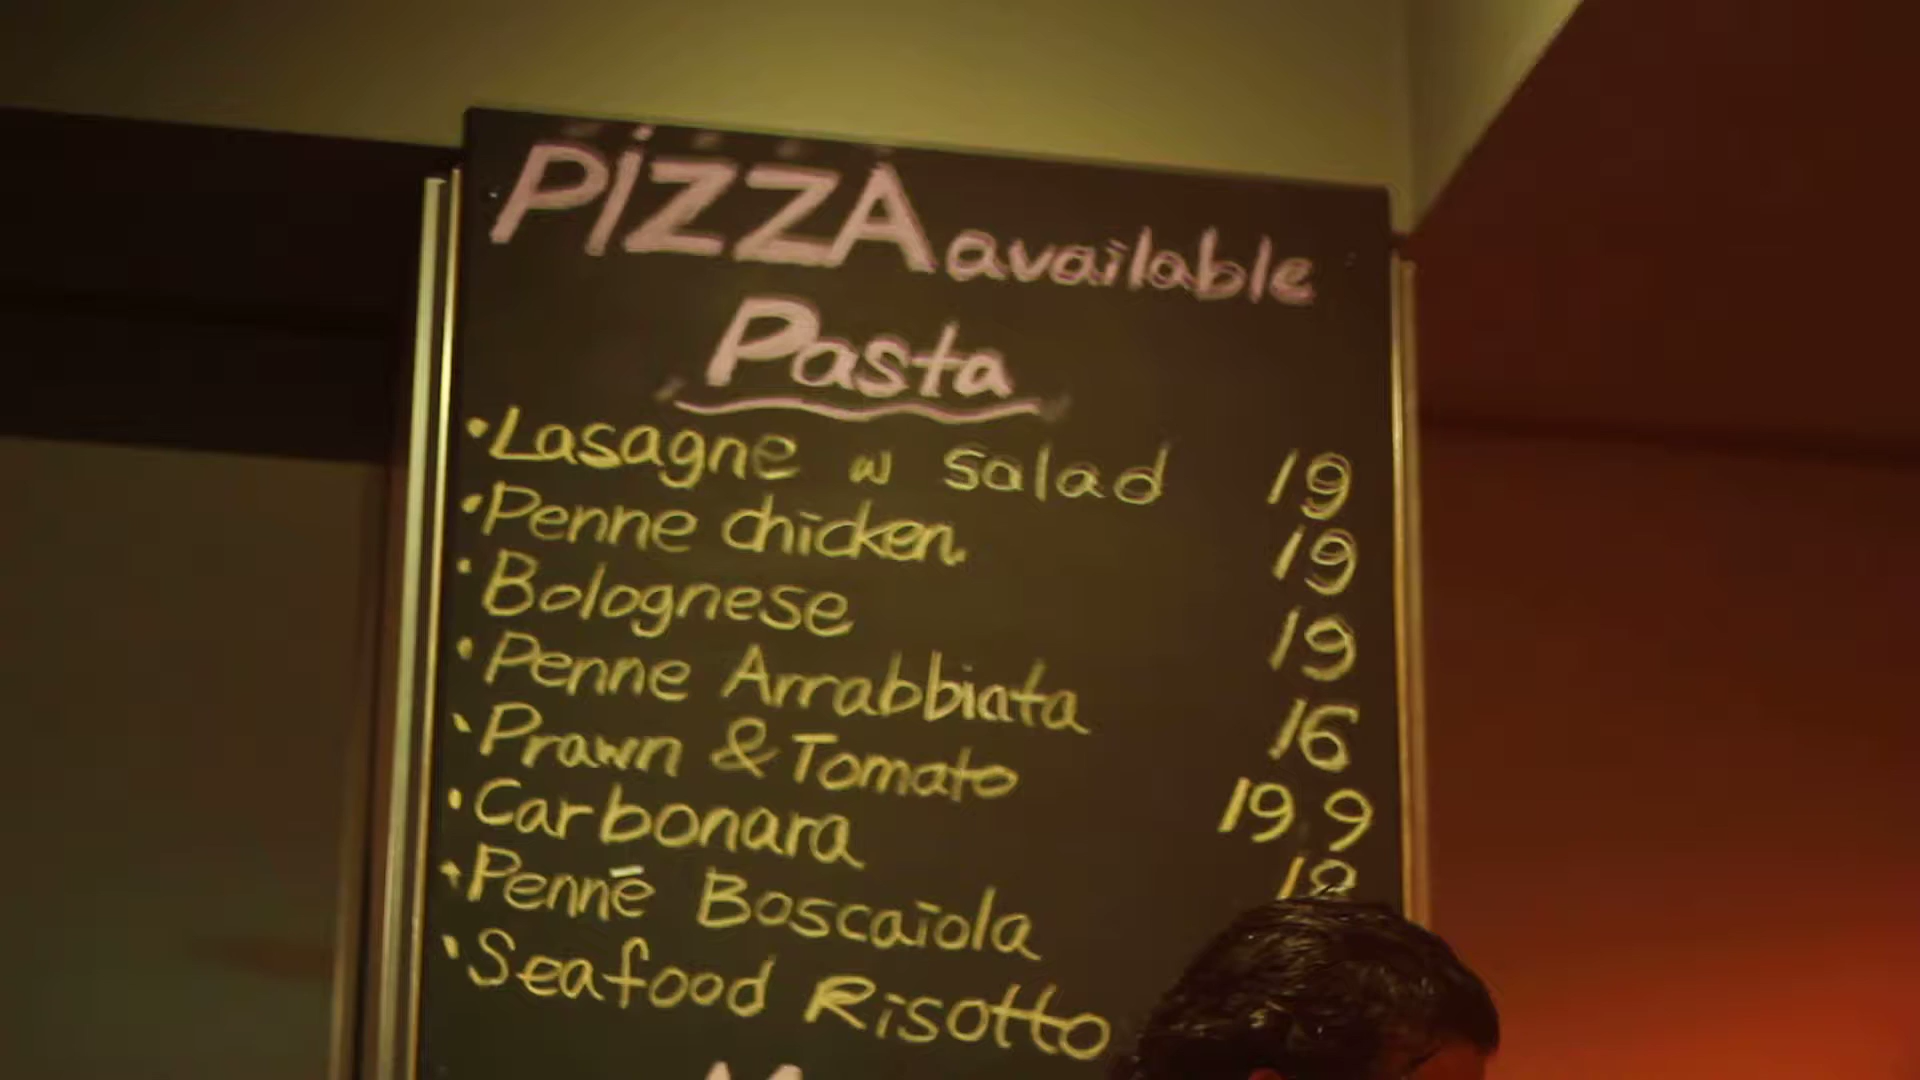 PIZZA available
Pasta
·Lasagne w salad 19
·Penne chicken 19
·Bolognese 19
·Penne Arrabbiata 16
·Prawn & Tomato 19.9
·Carbonara
·Penne Boscaiola
·Seafood Risotto